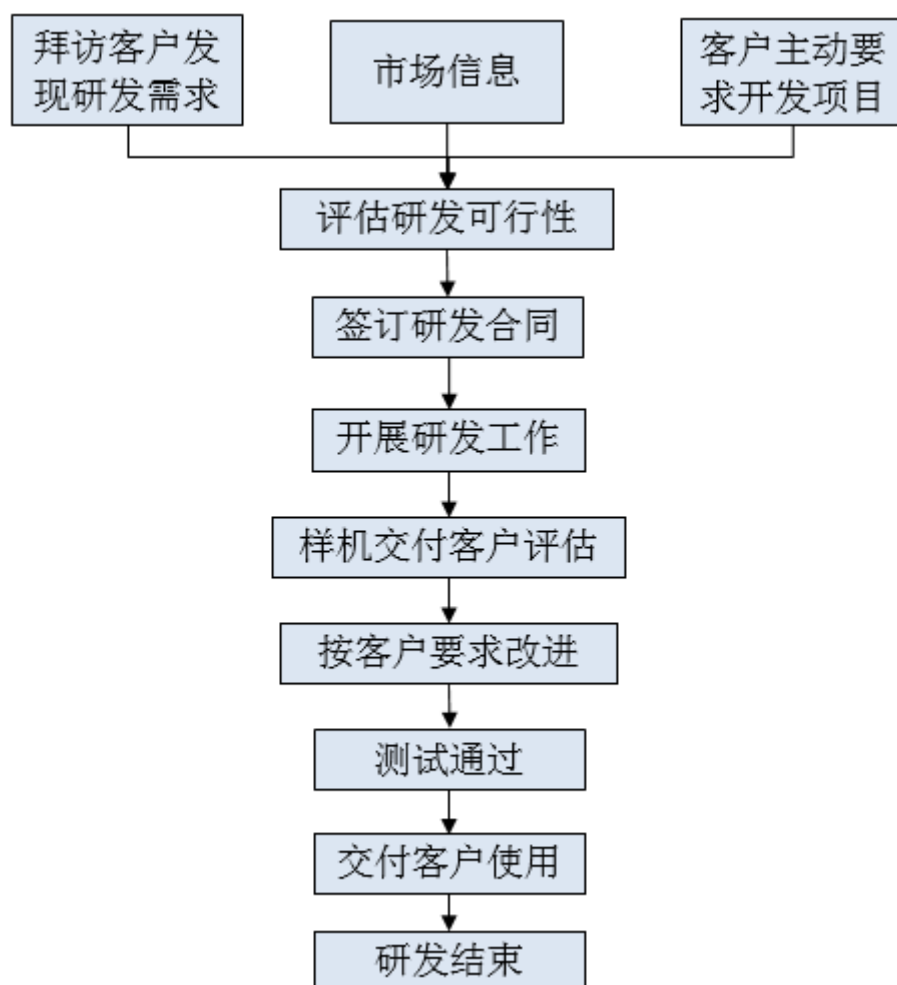 拜访客户发
现研发需求
市场信息
客户主动要
求开发项目
评估研发可行性
签订研发合同
开展研发工作
样机交付客户评估
按客户要求改进
测试通过
交付客户使用
研发结束